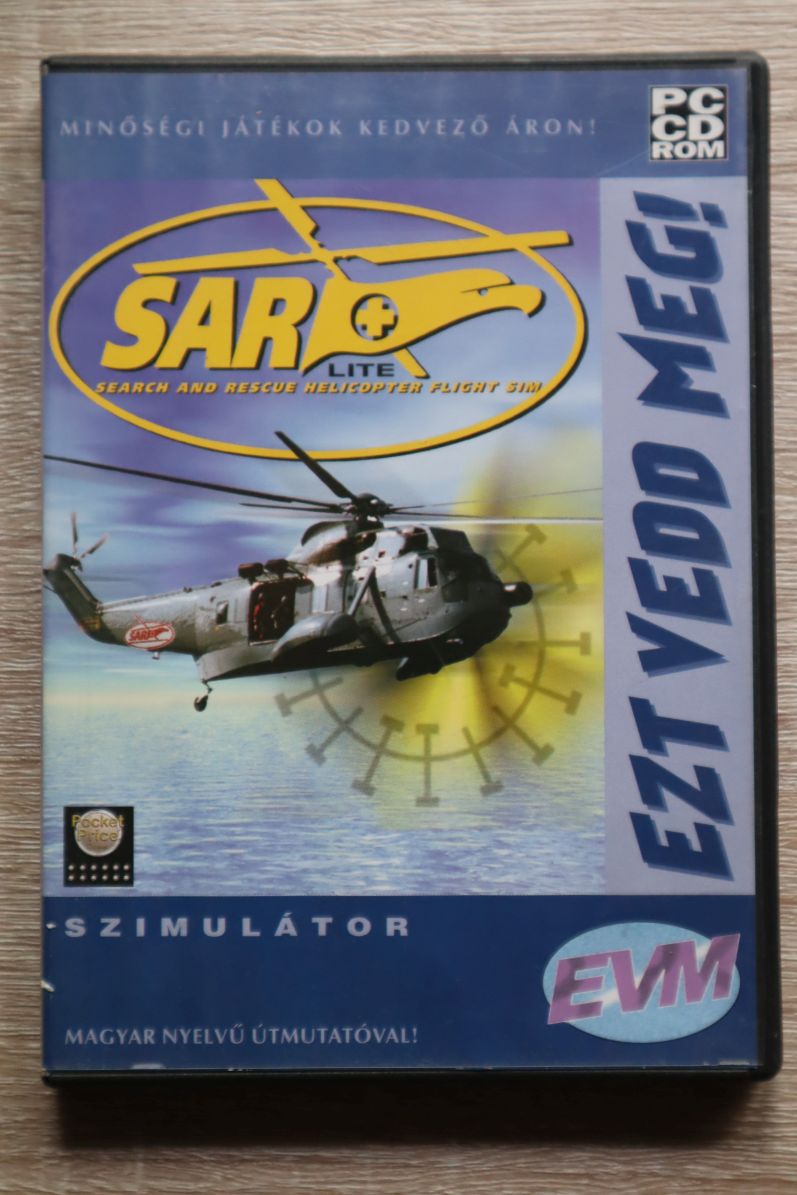 MINŐSÉGI JÁTÉKOK KEDVEZŐ ÁRON!
PC
CD
ROM
SAR
LITE
SEARCH AND RESCUE HELICOPTER FLIGHT SIM
EZT VEDD MEG!
SAR
Pocket
Price
SZIMULÁTOR
EVM
MAGYAR NYELVŰ ÚTMUTATÓVAL!